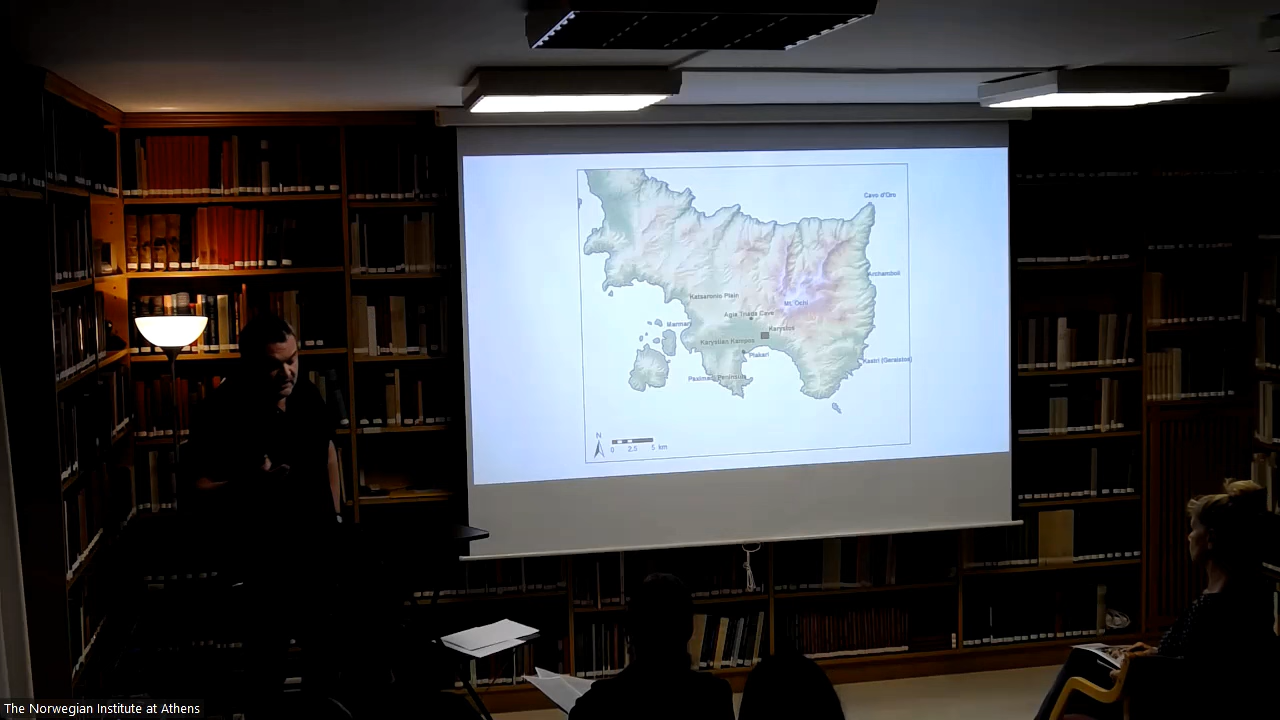 Cavo d'Oro
Archamboli
Katsaronio Plain
Mt. Ochi
Agia Triada Cave
Marmari
Karystos
Karystian Kampos
Plakari
Kastri (Geraistos)
Paximadi Peninsula
N
0 2,5 5 km
The Norwegian Institute at Athens